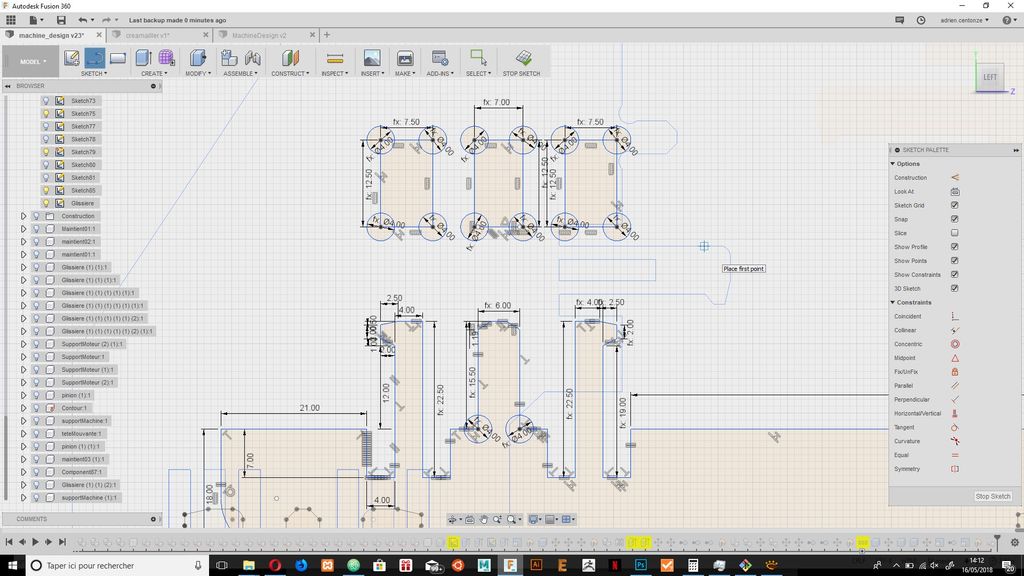 Autodesk Fusion 360
Last backup made 0 minutes ago
adrien.centonze
machine_design v23*
creamailler v1*
MachineDesign v2
MODEL
SKETCH
CREATE
MODIFY
ASSEMBLE
CONSTRUCT
INSPECT
INSERT
MAKE
ADD-INS
SELECT
STOP SKETCH
BROWSER
Sketch73
Sketch75
Sketch77
Sketch78
Sketch79
Sketch80
Sketch81
Sketch85
Glissiere
Construction
Maintient01:1
maintient02:1
maintient01:1
Glissiere (1) (1):1
Glissiere (1) (1) (1):1
Glissiere (1) (1) (1) (1):1
Glissiere (1) (1) (1) (1) (1):1
Glissiere (1) (1) (1) (1) (2):1
Glissiere (1) (1) (1) (1) (2) (1):1
SupportMoteur (2) (1):1
SupportMoteur:1
SupportMoteur (1):1
SupportMoteur (2):1
pinion (1):1
Contour:1
supportMachine:1
teteMouvante:1
pinion (1) (1):1
maintient03 (1):1
Component67:1
Glissiere (1) (1) (2):1
supportMachine (1):1
COMMENTS
LEFT
Z
fx: 7.00
fx: 7.50
fx: 7.50
fx: 12.50
fx: 12.50
fx: 12.50
Place first point
2.50
4.00
fx: 6.00
2.50
2.00
12.00
fx: 22.50
fx: 15.50
fx: 22.50
fx: 19.00
21.00
7.00
18.00
4.00
SKETCH PALETTE
Options
Construction
Look At
Sketch Grid
Snap
Slice
Show Profile
Show Points
Show Constraints
3D Sketch
Constraints
Coincident
Collinear
Concentric
Midpoint
Fix/UnFix
Parallel
Perpendicular
Horizontal/Vertical
Tangent
Curvature
Equal
Symmetry
Stop Sketch
Taper ici pour rechercher
14:12
16/05/2018